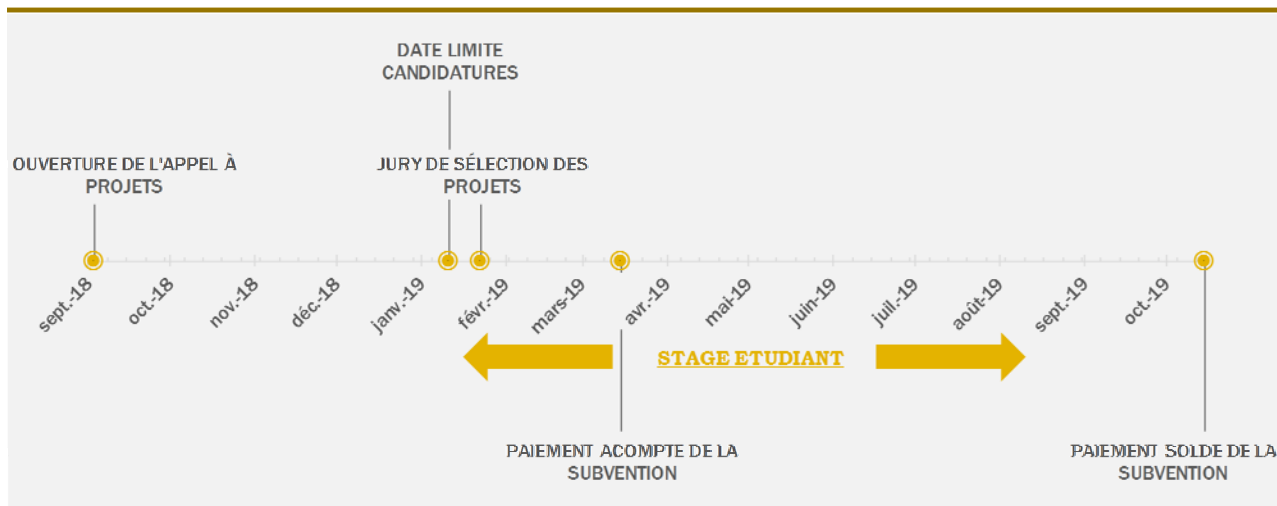 DATE LIMITE
CANDIDATURES
OUVERTURE DE L'APPEL À
PROJETS
JURY DE SÉLECTION DES
PROJETS
sept.-18
oct.-18
nov.-18
déc.-18
janv.-19
févr.-19
mars-19
avr.-19
mai-19
juin-19
juil.-19
août-19
sept.-19
oct.-19
STAGE ETUDIANT
PAIEMENT ACOMPTE DE LA
SUBVENTION
PAIEMENT SOLDE DE LA
SUBVENTION